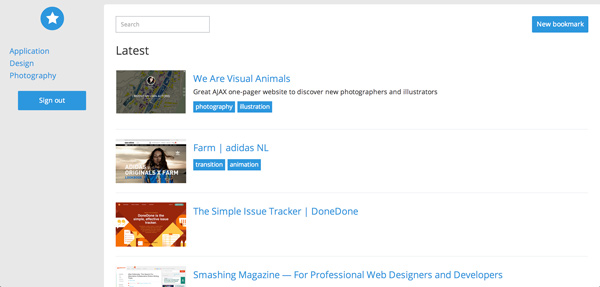 Search
New bookmark
Application
Design
Photography
Sign out
Latest
We Are Visual Animals
Great AJAX one-pager website to discover new photographers and illustrators
photography illustration
Farm | adidas NL
transition animation
ORIGINALS X FARM
The Simple Issue Tracker | DoneDone
DoneDone is the simple, effective issue tracker
Smashing Magazine — For Professional Web Designers and Developers